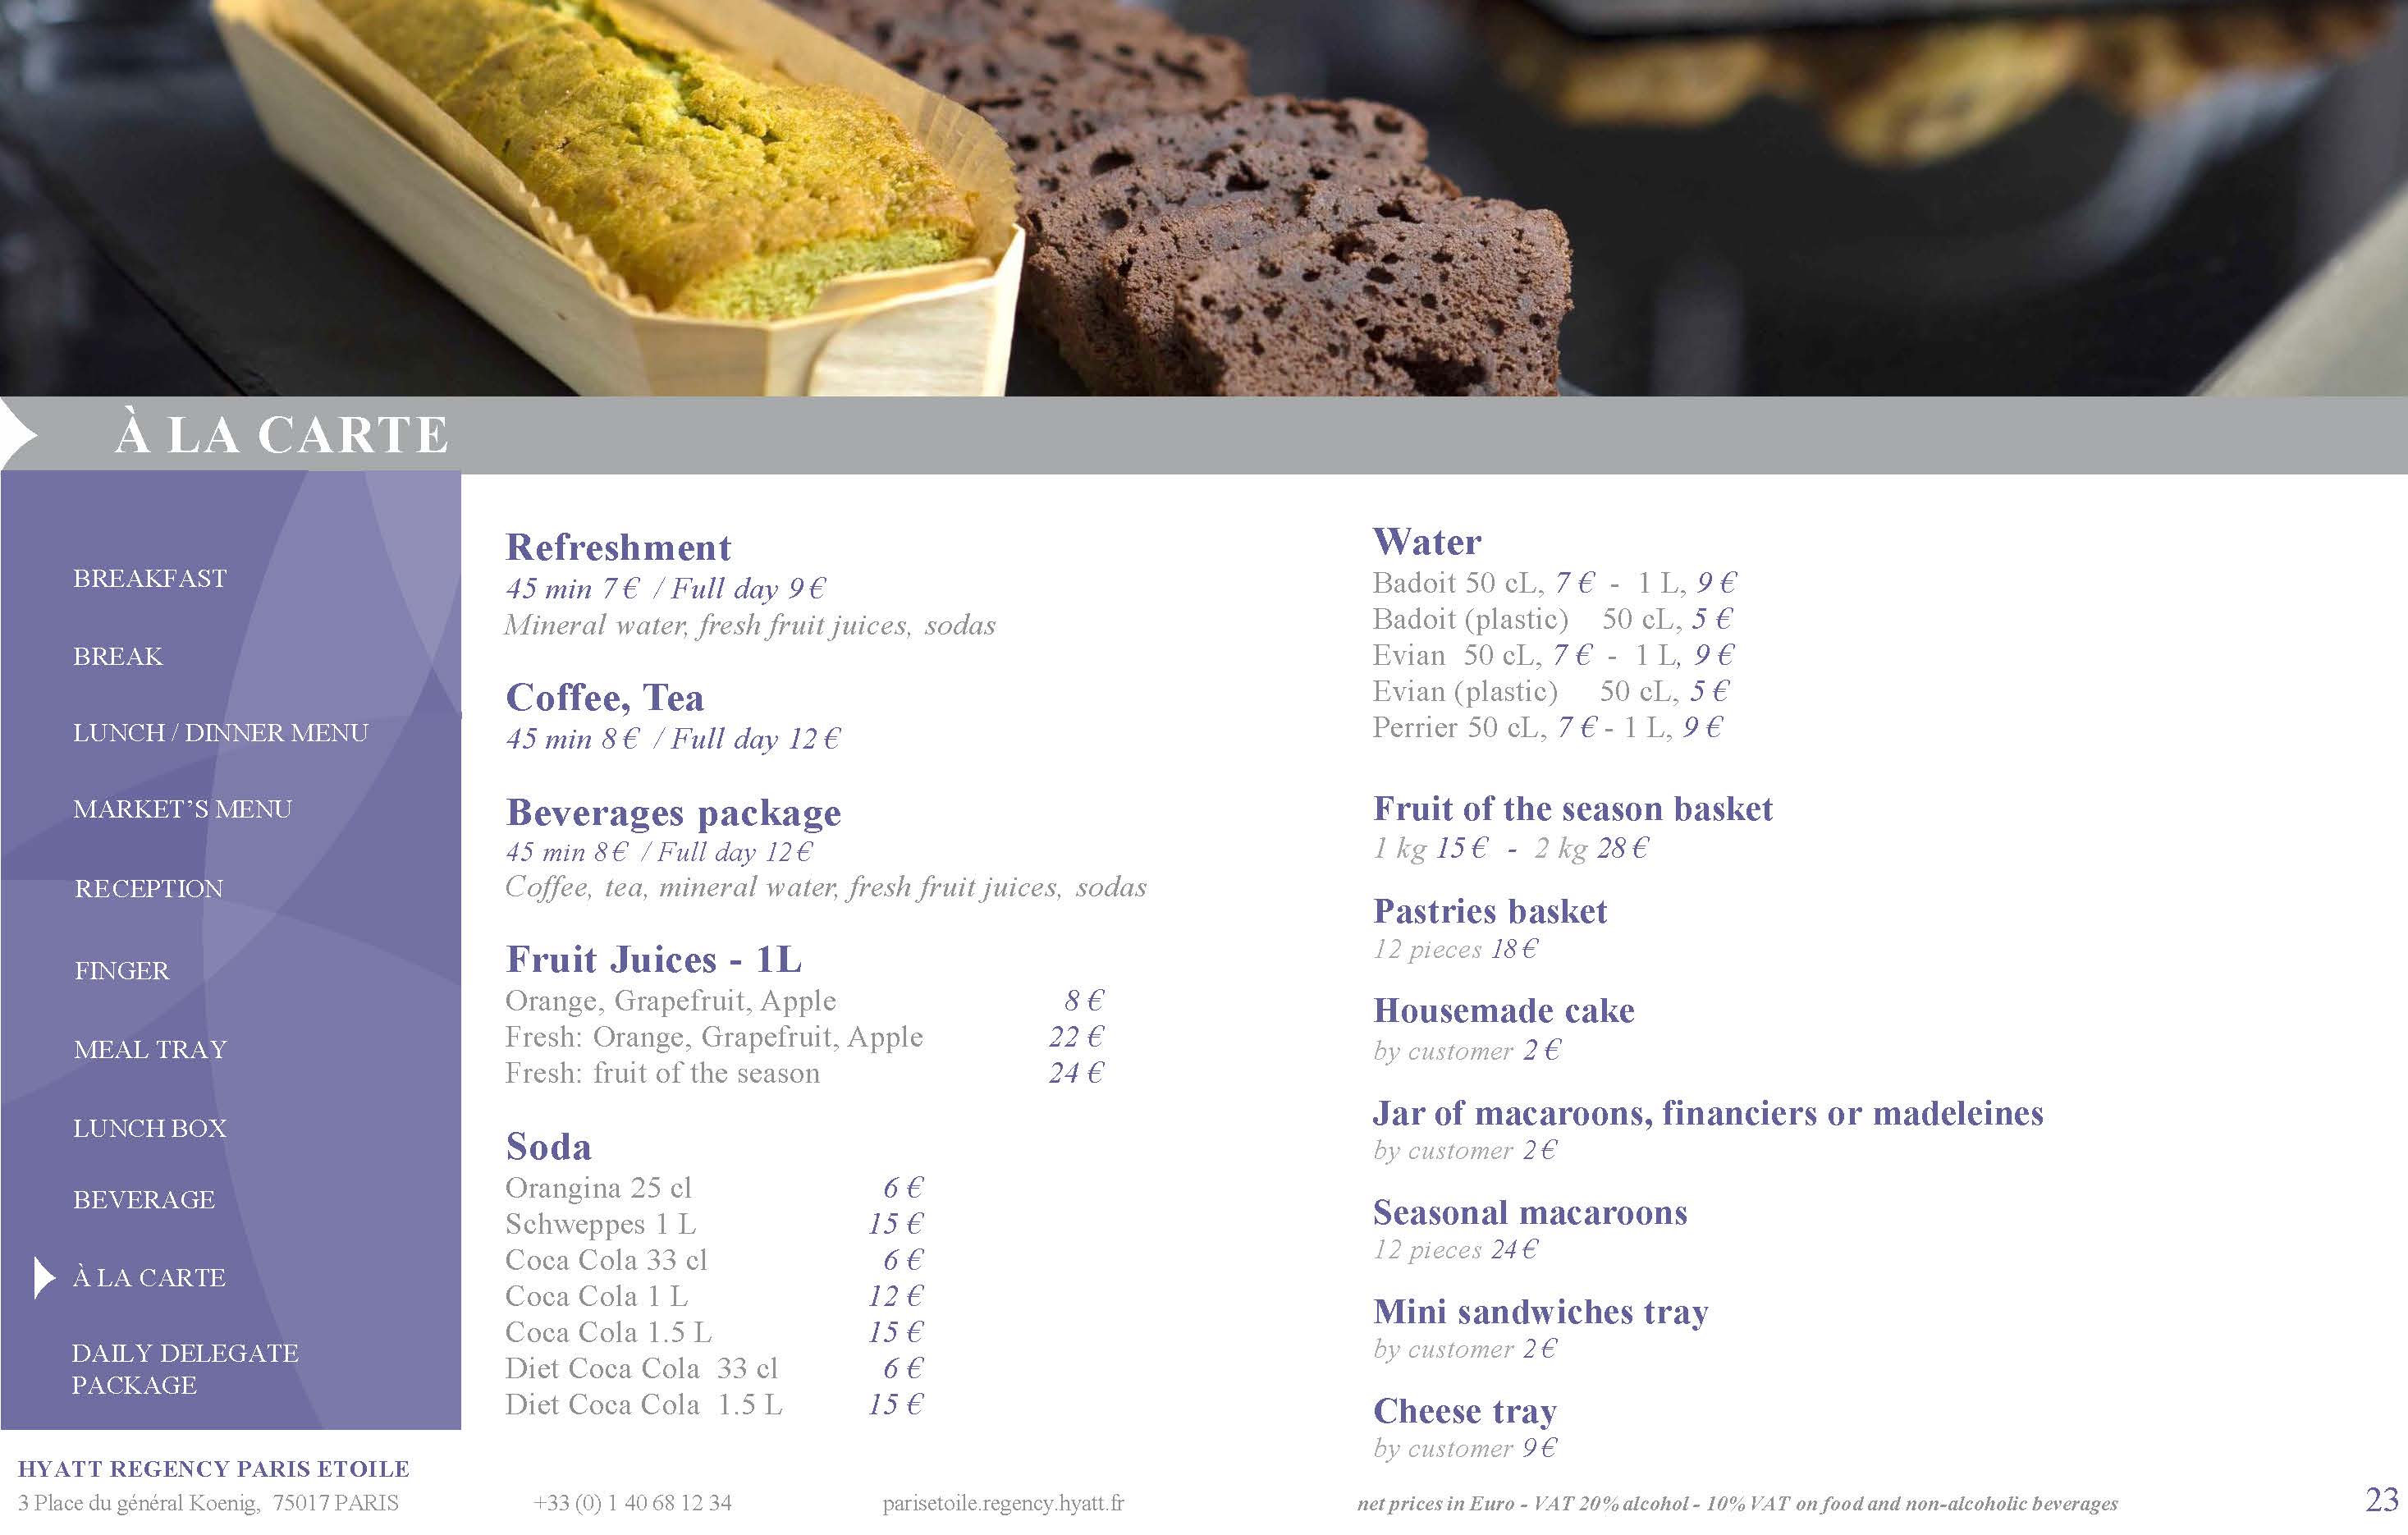 À LA CARTE
BREAKFAST
BREAK
LUNCH / DINNER MENU
MARKET’S MENU
RECEPTION
FINGER
MEAL TRAY
LUNCH BOX
BEVERAGE
À LA CARTE
DAILY DELEGATE
PACKAGE
Refreshment
45 min 7 € / Full day 9 €
Mineral water, fresh fruit juices, sodas
Coffee, Tea
45 min 8 € / Full day 12 €
Beverages package
45 min 8 € / Full day 12 €
Coffee, tea, mineral water, fresh fruit juices, sodas
Fruit Juices - 1L
Orange, Grapefruit, Apple 8 €
Fresh: Orange, Grapefruit, Apple 22 €
Fresh: fruit of the season 24 €
Soda
Orangina 25 cl 6 €
Schweppes 1 L 15 €
Coca Cola 33 cl 6 €
Coca Cola 1 L 12 €
Coca Cola 1.5 L 15 €
Diet Coca Cola 33 cl 6 €
Diet Coca Cola 1.5 L 15 €
Water
Badoit 50 cL, 7 € - 1 L, 9 €
Badoit (plastic) 50 cL, 5 €
Evian 50 cL, 7 € - 1 L, 9 €
Evian (plastic) 50 cL, 5 €
Perrier 50 cL, 7 € - 1 L, 9 €
Fruit of the season basket
1 kg 15 € - 2 kg 28 €
Pastries basket
12 pieces 18 €
Housemade cake
by customer 2 €
Jar of macaroons, financiers or madeleines
by customer 2 €
Seasonal macaroons
12 pieces 24 €
Mini sandwiches tray
by customer 2 €
Cheese tray
by customer 9 €
HYATT REGENCY PARIS ETOILE
3 Place du général Koenig, 75017 PARIS +33 (0) 1 40 68 12 34 parisetoile.regency.hyatt.fr net prices in Euro - VAT 20% alcohol - 10% VAT on food and non-alcoholic beverages 23